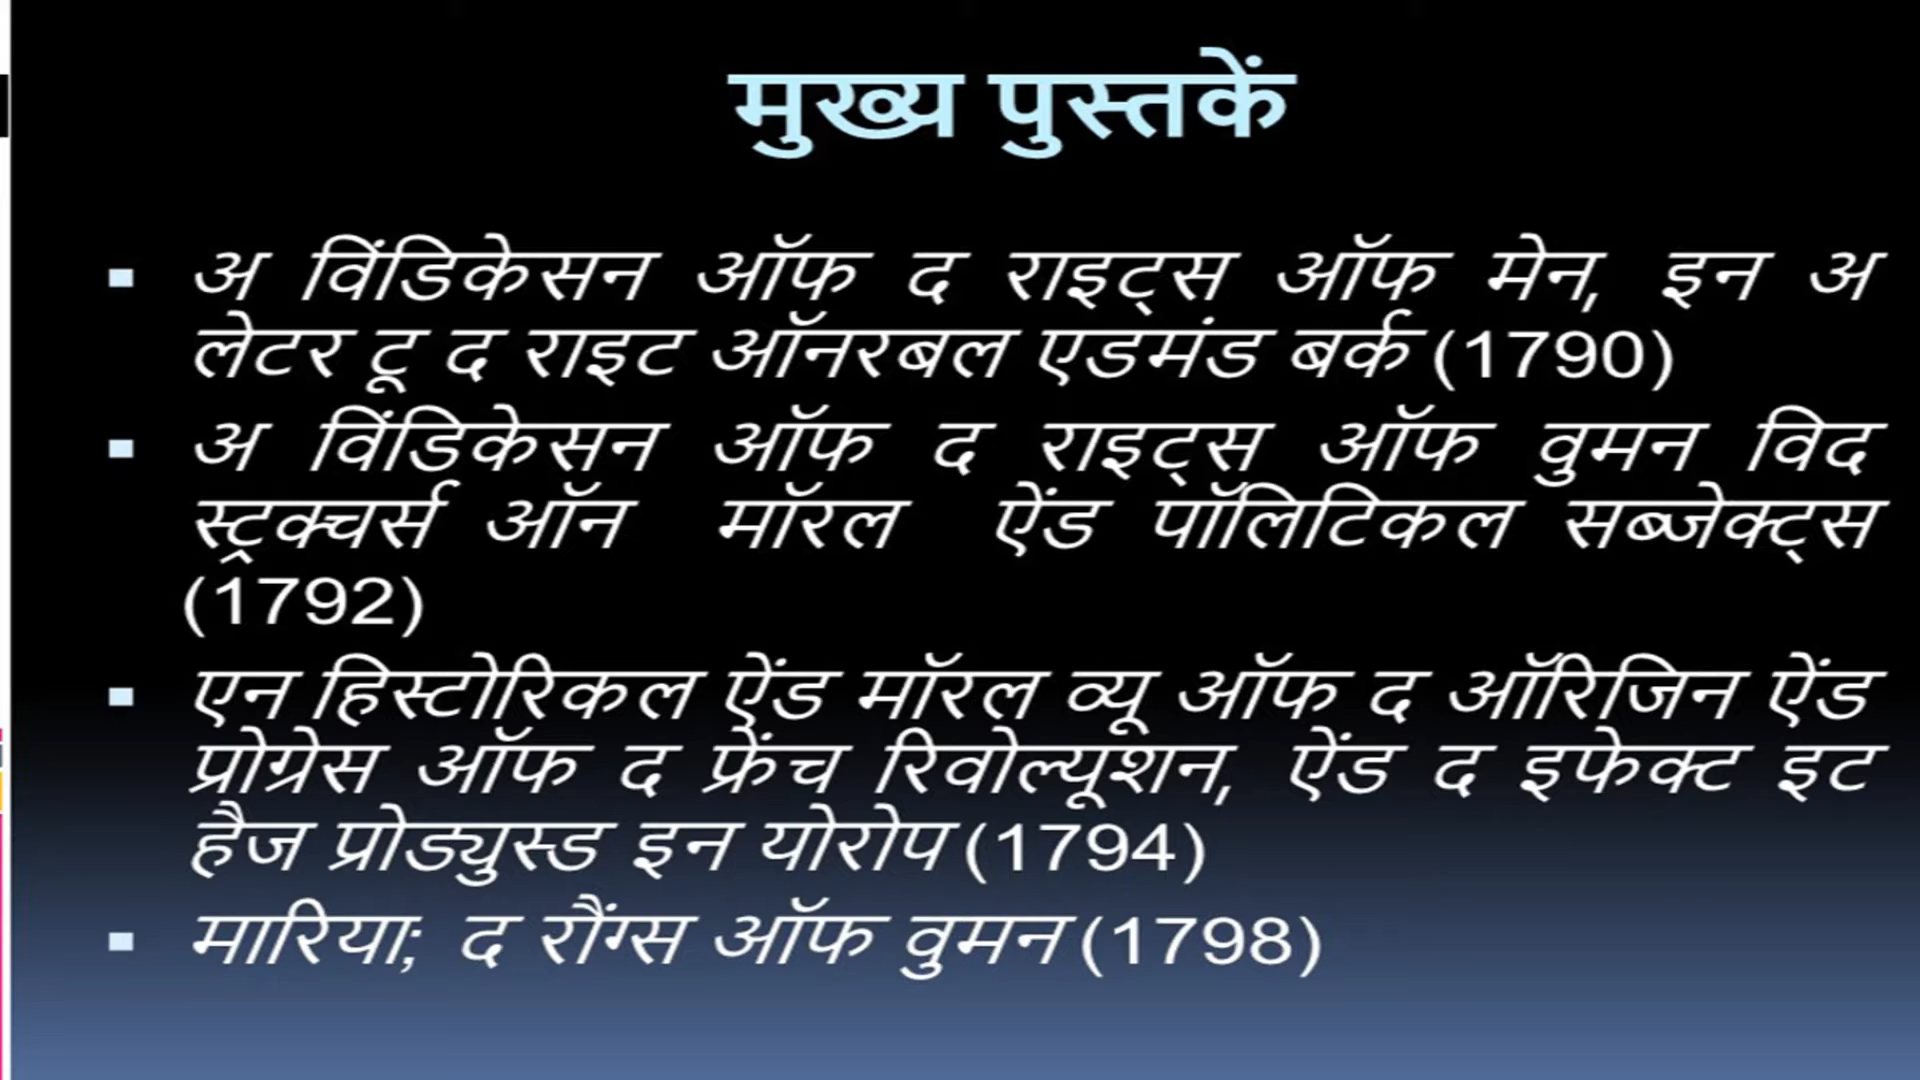 मुख्य पुस्तकें
▪ अ विंडिकेसन ऑफ द राइट्स ऑफ मेन, इन अ
लेटर टू द राइट ऑनरबल एडमंड बर्क (1790)
▪ अ विंडिकेसन ऑफ द राइट्स ऑफ वुमन विद
स्ट्रक्चर्स ऑन मॉरल ऐंड पॉलिटिकल सब्जेक्ट्स
(1792)
▪ एन हिस्टोरिकल ऐंड मॉरल व्यू ऑफ द ऑरिजिन ऐंड
प्रोग्रेस ऑफ द फ्रेंच रिवोल्यूशन, ऐंड द इफेक्ट इट
हैज प्रोड्युस्ड इन योरोप (1794)
▪ मारिया; द रौंग्स ऑफ वुमन (1798)